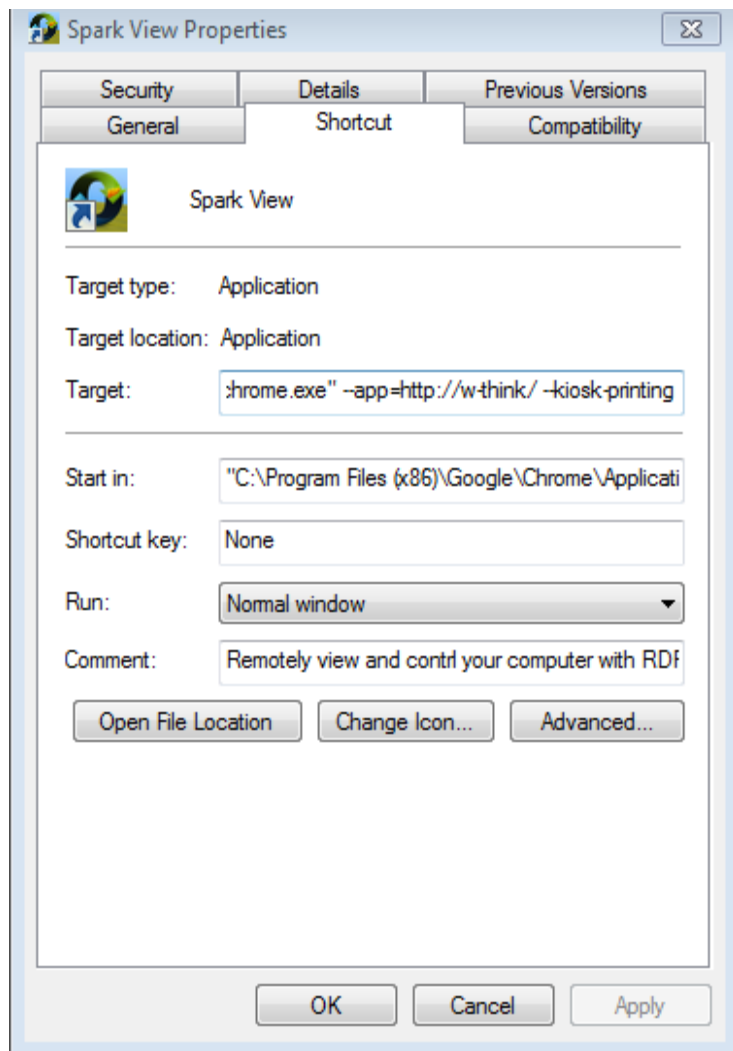 Spark View Properties
Security Details Previous Versions
General Shortcut Compatibility
Spark View
Target type: Application
Target location: Application
Target: :hrome.exe" --app=http://w-think/ --kiosk-printing
Start in: "C:\Program Files (x86)\Google\Chrome\Applicati
Shortcut key: None
Run: Normal window
Comment: Remotely view and contrl your computer with RDF
Open File Location Change Icon... Advanced...
OK Cancel Apply